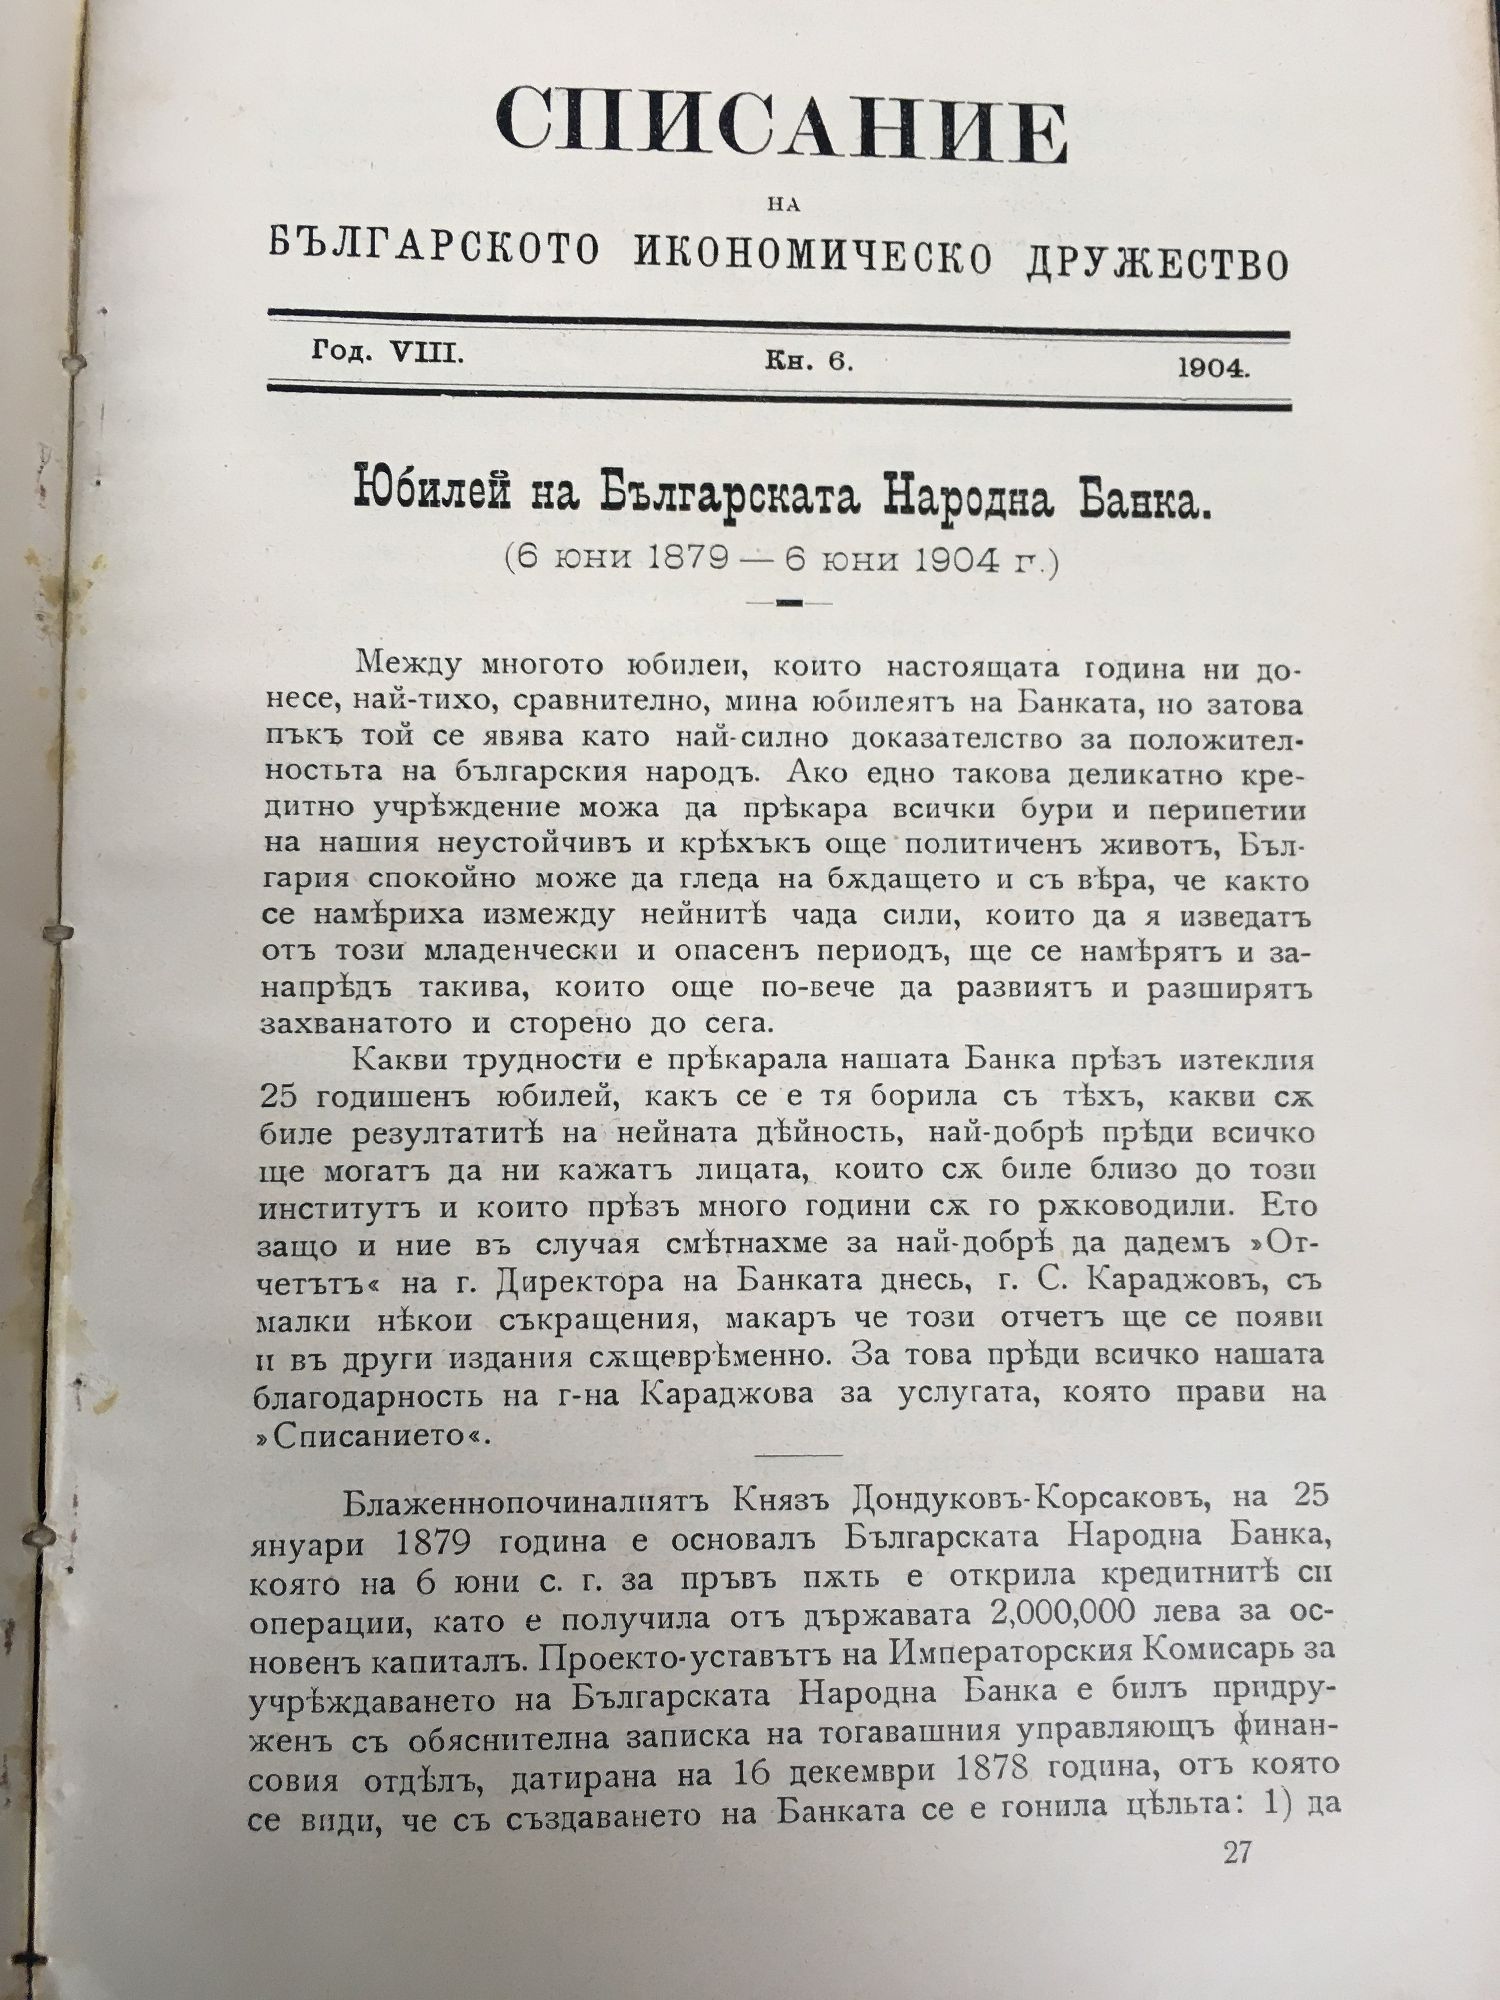 СПИСАНИЕ
НА
БЪЛГАРСКОТО ИКОНОМИЧЕСКО ДРУЖЕСТВО
Год. VIII. Кн. 6. 1904.
Юбилей на Българската Народна Банка.
(6 юни 1879 — 6 юни 1904 г.)
Между многото юбилеи, които настоящата година ни до-
несе, най-тихо, сравнително, мина юбилеятъ на Банката, но затова
пъкъ той се явява като най-силно доказателство за положител-
ностьта на българския народъ. Ако едно такова деликатно кре-
дитно учрѣждение можа да прѣкара всички бури и перипетии
на нашия неустойчивъ и крѣхъкъ още политиченъ животъ, Бъл-
гария спокойно може да гледа на бѫдащето и съ вѣра, че както
се намѣриха измежду нейнитѣ чада сили, които да я изведатъ
отъ този младенчески и опасенъ периодъ, ще се намѣрятъ и за-
напрѣдъ такива, които още по-вече да развиятъ и разширятъ
захванатото и сторено до сега.
Какви трудности е прѣкарала нашата Банка прѣзъ изтеклия
25 годишенъ юбилей, какъ се е тя борила съ тѣхъ, какви сѫ
биле резултатитѣ на нейната дѣйность, най-добрѣ прѣди всичко
ще могатъ да ни кажатъ лицата, които сѫ биле близо до този
институтъ и които прѣзъ много години сѫ го рѫководили. Ето
защо и ние въ случая смѣтнахме за най-добрѣ да дадемъ »От-
четътъ« на г. Директора на Банката днесь, г. С. Караджовъ, съ
малки нѣкои съкращения, макаръ че този отчетъ ще се появи
и въ други издания сѫщеврѣменно. За това прѣди всичко нашата
благодарность на г-на Караджова за услугата, която прави на
»Списанието«.
Блаженнопочиналиятъ Князъ Дондуковъ-Корсаковъ, на 25
януари 1879 година е основалъ Българската Народна Банка,
която на 6 юни с. г. за пръвъ пѫть е открила кредитнитѣ си
операции, като е получила отъ държавата 2,000,000 лева за ос-
новенъ капиталъ. Проекто-уставътъ на Императорския Комисарь за
учрѣждаването на Българската Народна Банка е билъ придру-
женъ съ обяснителна записка на тогавашния управляющъ финан-
совия отдѣлъ, датирана на 16 декември 1878 година, отъ която
се види, че съ създаването на Банката се е гонила цѣльта: 1) да
27